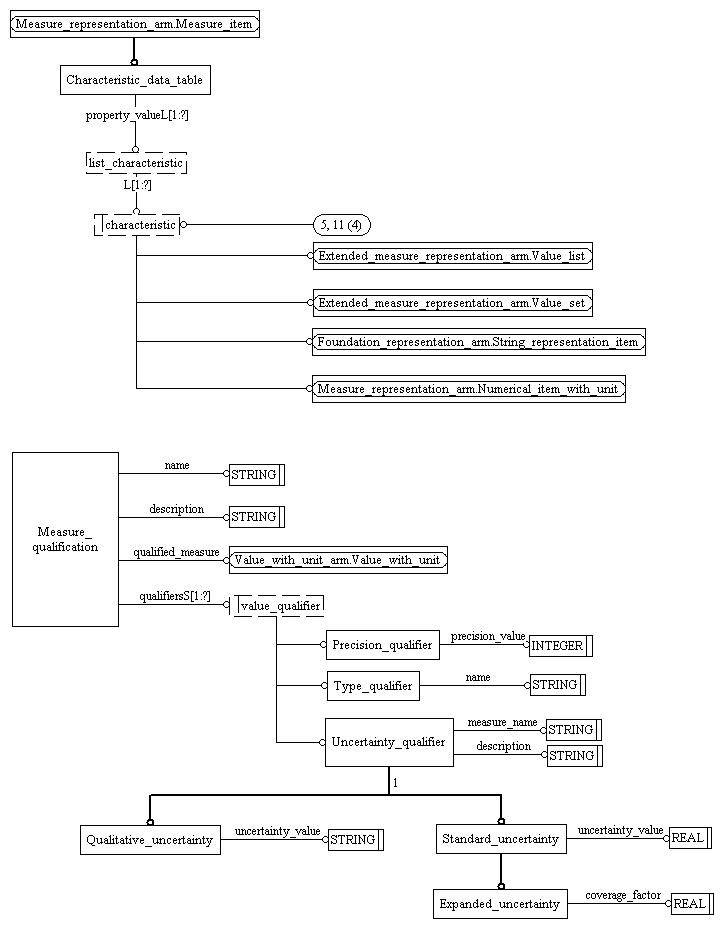 Measure_representation_arm.Measure_item
Characteristic_data_table
property_valueL[1:?]
list_characteristic
L[1:?]
characteristic
5, 11 (4)
Extended_measure_representation_arm.Value_list
Extended_measure_representation_arm.Value_set
Foundation_representation_arm.String_representation_item
Measure_representation_arm.Numerical_item_with_unit
Measure_
qualification
name
STRING
description
STRING
qualified_measure
Value_with_unit_arm.Value_with_unit
qualifiersS[1:?]
value_qualifier
Precision_qualifier
precision_value
INTEGER
Type_qualifier
name
STRING
Uncertainty_qualifier
measure_name
STRING
description
STRING
1
Qualitative_uncertainty
uncertainty_value
STRING
Standard_uncertainty
uncertainty_value
REAL
Expanded_uncertainty
coverage_factor
REAL